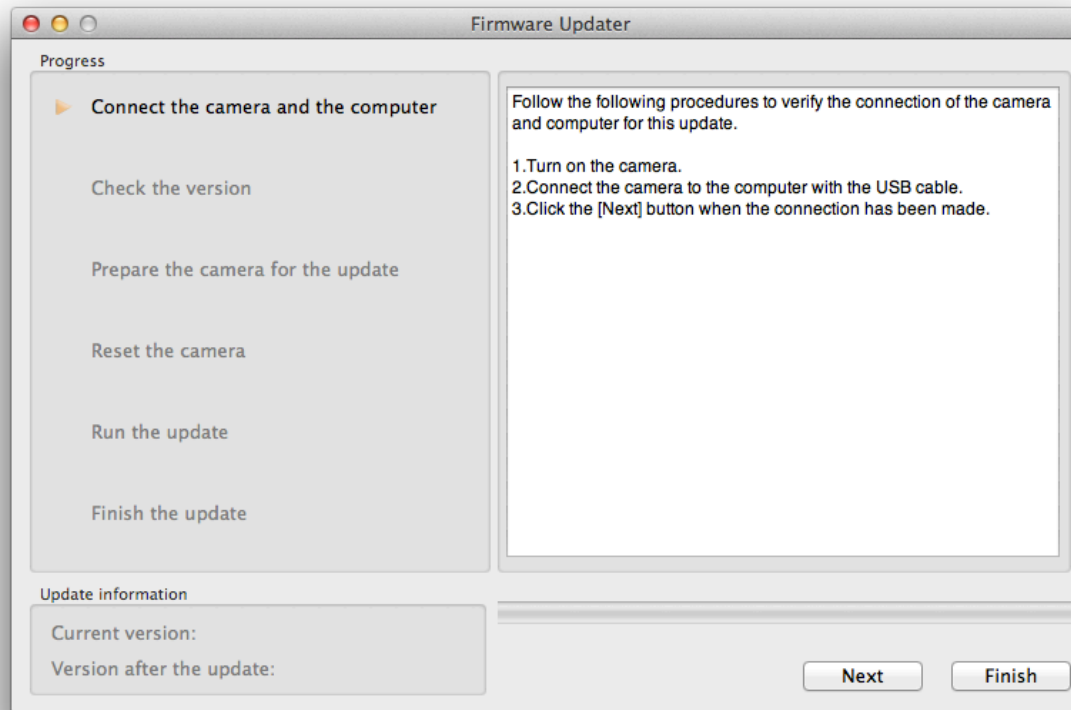 Firmware Updater
Progress
Connect the camera and the computer
Check the version
Prepare the camera for the update
Reset the camera
Run the update
Finish the update
Follow the following procedures to verify the connection of the camera
and computer for this update.
1.Turn on the camera.
2.Connect the camera to the computer with the USB cable.
3.Click the [Next] button when the connection has been made.
Update information
Current version:
Version after the update:
Next
Finish